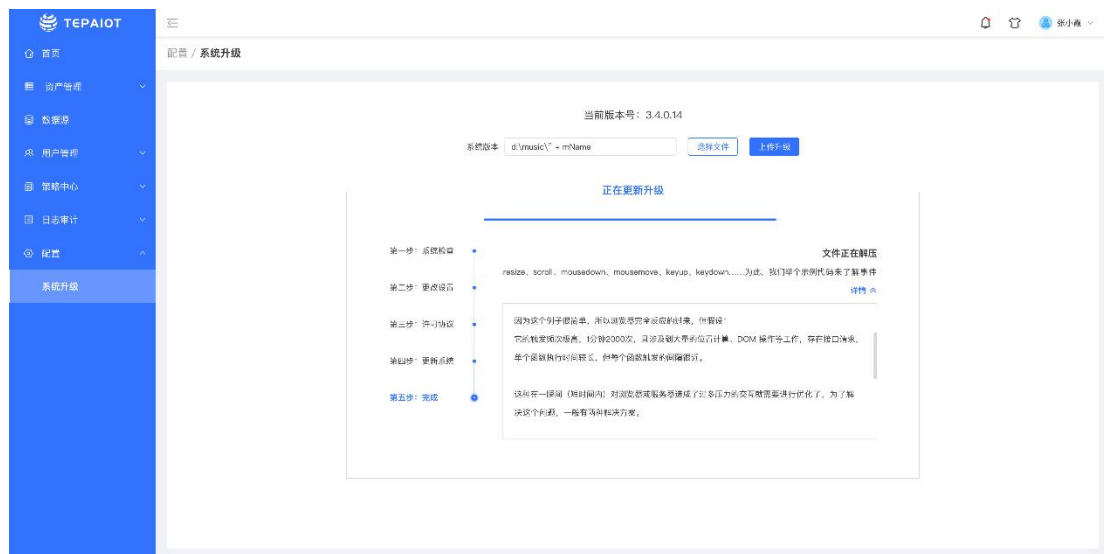 TEPAIOT
张小薇
首页
配置 / 系统升级
资产管理
数据源
用户管理
策略中心
日志审计
配置
系统升级
当前版本号：3.4.0.14
系统版本 d:\music\" + mName 选择文件 上传升级
正在更新升级
第一步：系统检查
第二步：更改设置
第三步：许可协议
第四步：更新系统
第五步：完成
文件正在解压
resize、scroll、mousedown、mousemove、keyup、keydown……为此，我们举个示例代码来了解事件
详情
因为这个例子很简单，所以浏览器完全反应的过来，但假设：
它的触发频次极高，1分钟2000次，且涉及到大量的位置计算、DOM 操作等工作，存在接口请求，
单个函数执行时间较长，但每个函数触发的间隔很近。
这种在一瞬间（短时间内）对浏览器或服务器造成了过多压力的交互就需要进行优化了，为了解
决这个问题，一般有两种解决方案。